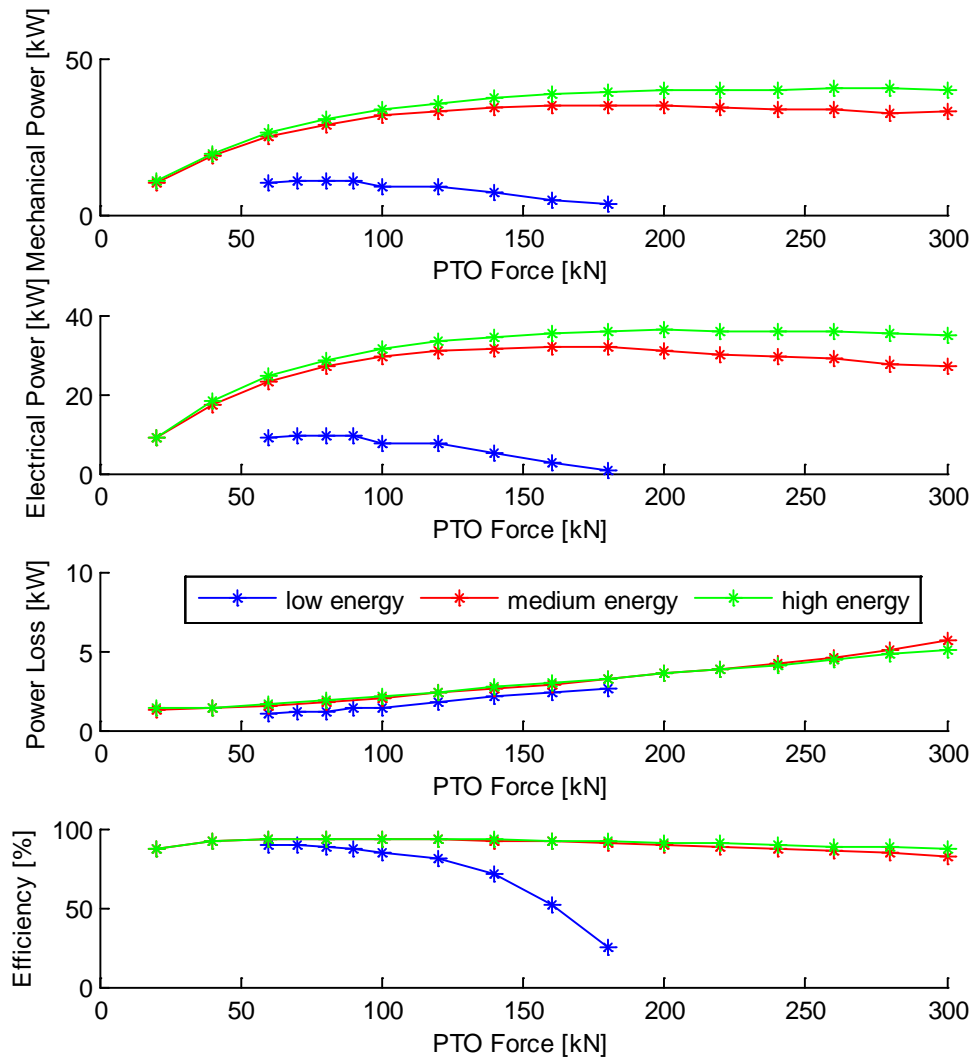 Mechanical Power [kW]
50
0
0 50 100 150 200 250 300
PTO Force [kN]
Electrical Power [kW]
40
20
0
0 50 100 150 200 250 300
PTO Force [kN]
Power Loss [kW]
10
5
0
low energy medium energy high energy
0 50 100 150 200 250 300
PTO Force [kN]
Efficiency [%]
100
50
0
0 50 100 150 200 250 300
PTO Force [kN]